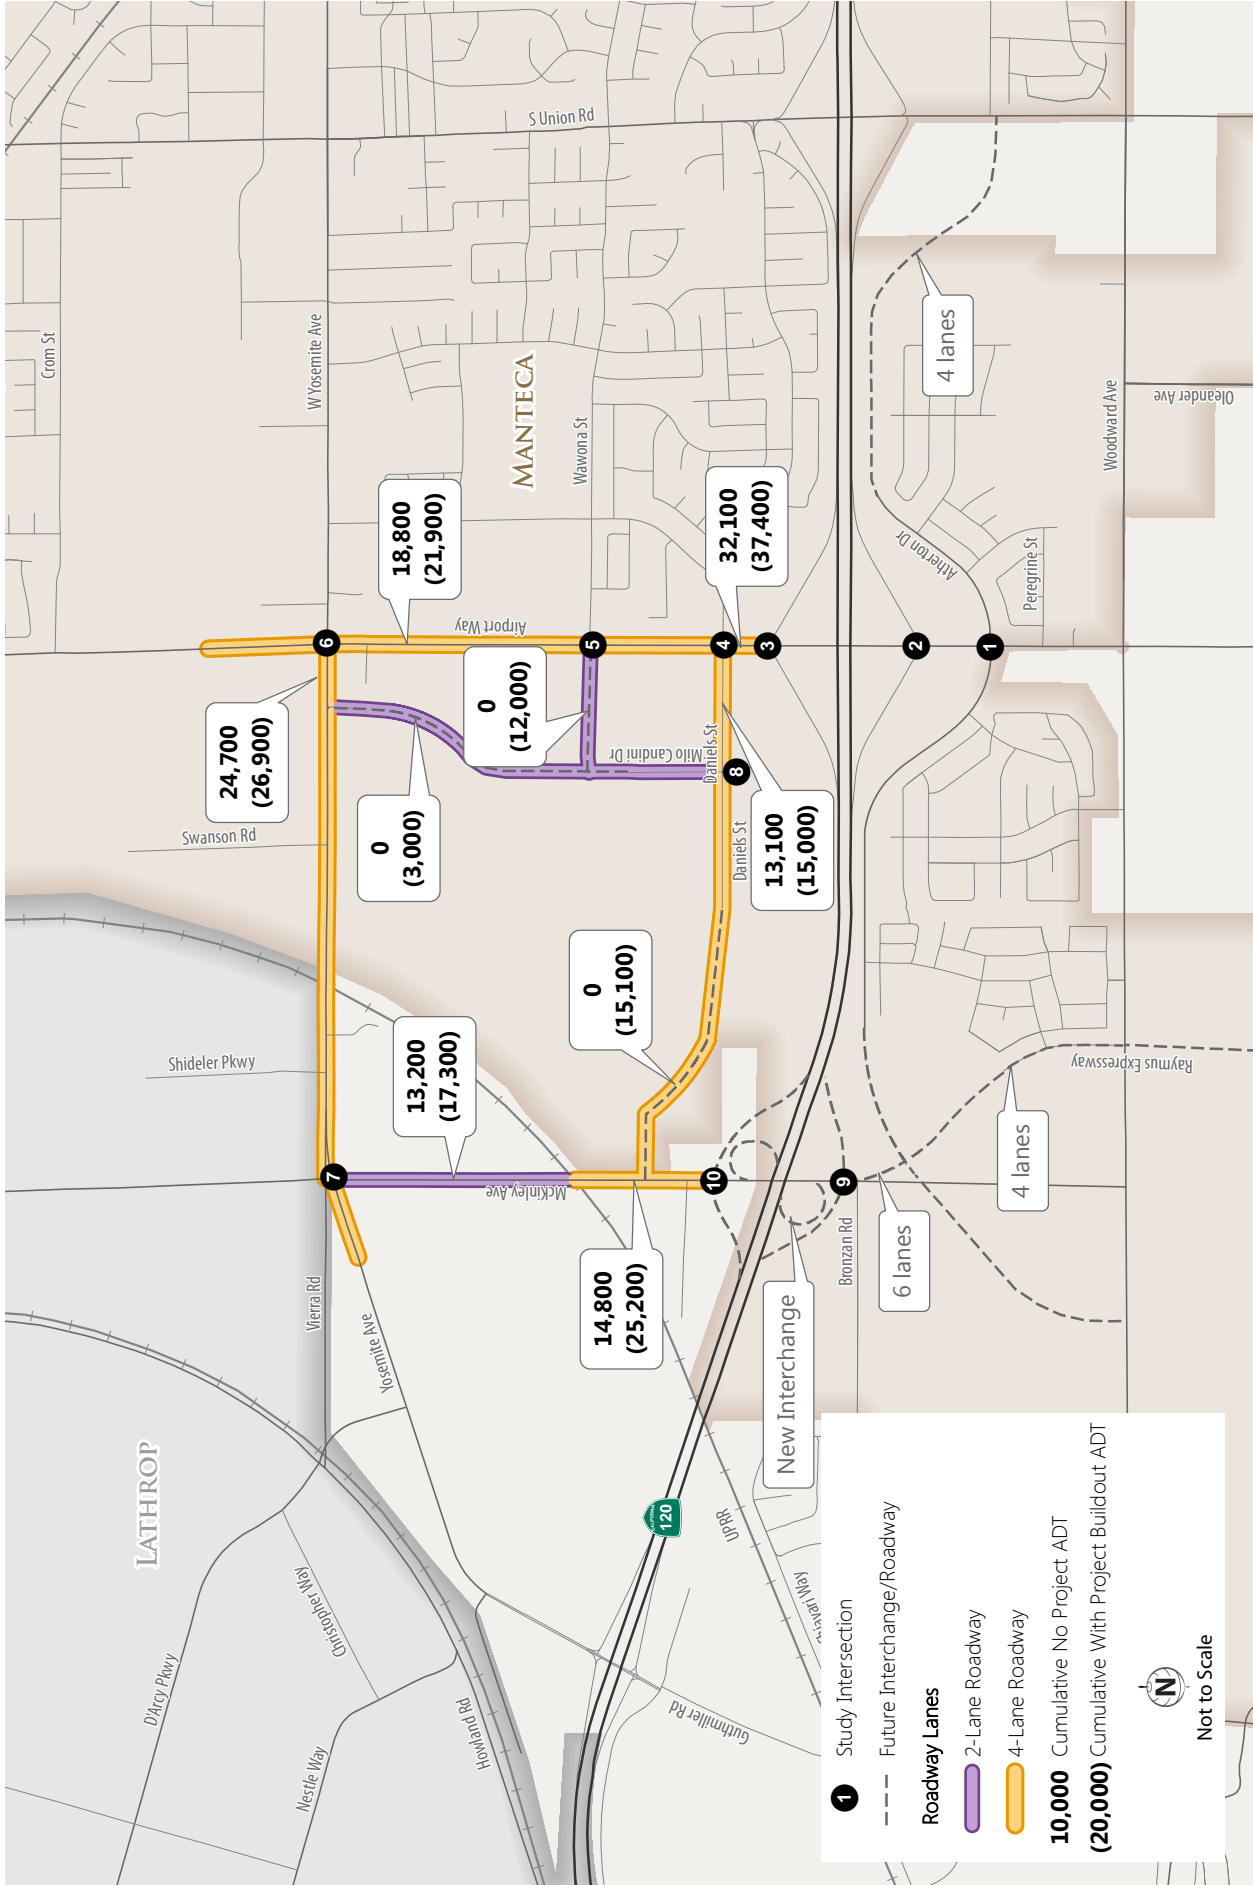 Crom St
W Yosemite Ave
S Union Rd
MANTECA
Wawona St
Airport Way
Swanson Rd
Shideler Pkwy
LATHROP
D'Arcy Pkwy
Christopher Way
Nestle Way
Howland Rd
Vierra Rd
Yosemite Ave
McKinley Ave
Milo Candini Dr
Daniels St
Daniels St
Guthmiller Rd
UPRR
CALIFORNIA
120
Bronzan Rd
Raymus Expressway
Atherton Dr
Peregrine St
Woodward Ave
Oleander Ave
24,700
(26,900)
18,800
(21,900)
0
(3,000)
0
(12,000)
32,100
(37,400)
13,100
(15,000)
0
(15,100)
13,200
(17,300)
14,800
(25,200)
New Interchange
6 lanes
4 lanes
4 lanes
1
2
3
4
5
6
7
8
9
10
1 Study Intersection
Future Interchange/Roadway
Roadway Lanes
2-Lane Roadway
4-Lane Roadway
10,000 Cumulative No Project ADT
(20,000) Cumulative With Project Buildout ADT
N
Not to Scale